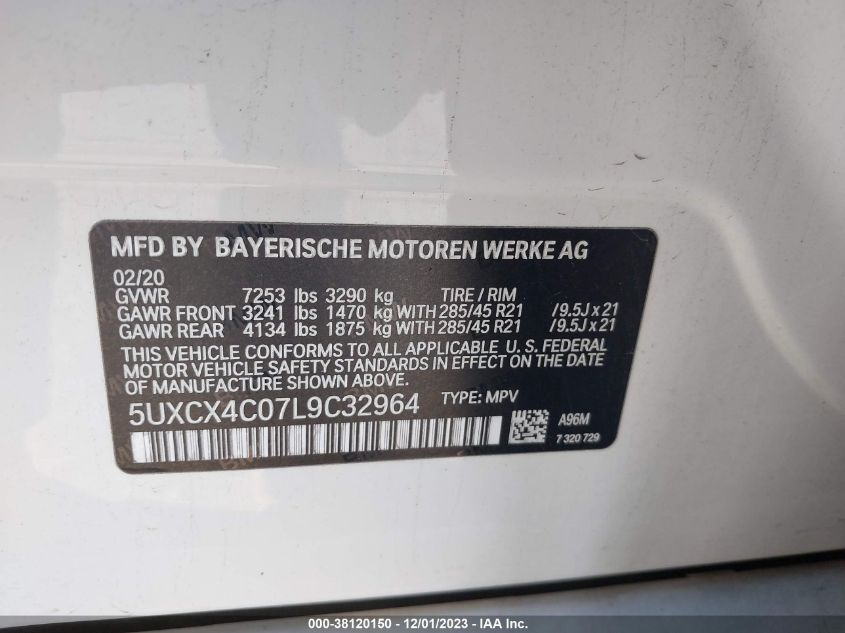 MFD BY BAYERISCHE MOTOREN WERKE AG
02/20
GVWR 7253 lbs 3290 kg TIRE / RIM
GAWR FRONT 3241 lbs 1470 kg WITH 285/45 R21 /9.5J x 21
GAWR REAR 4134 lbs 1875 kg WITH 285/45 R21 /9.5J x 21
THIS VEHICLE CONFORMS TO ALL APPLICABLE U. S. FEDERAL
MOTOR VEHICLE SAFETY STANDARDS IN EFFECT ON THE DATE
OF MANUFACTURE SHOWN ABOVE.
5UXCX4C07L9C32964 TYPE: MPV
A96M
7 320 729
000-38120150 - 12/01/2023 - IAA Inc.